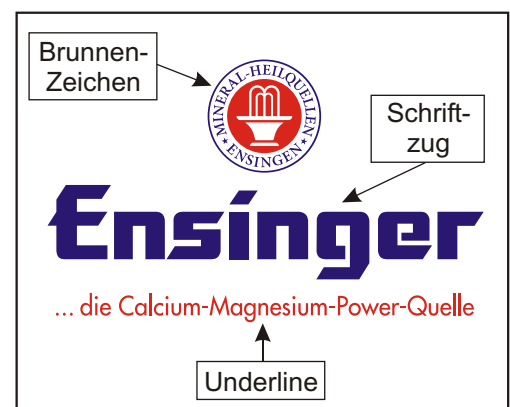 Brunnen-
Zeichen
MINERAL-HEILQUELLEN
* ENSINGEN *
Schrift-
zug
Ensinger
... die Calcium-Magnesium-Power-Quelle
Underline